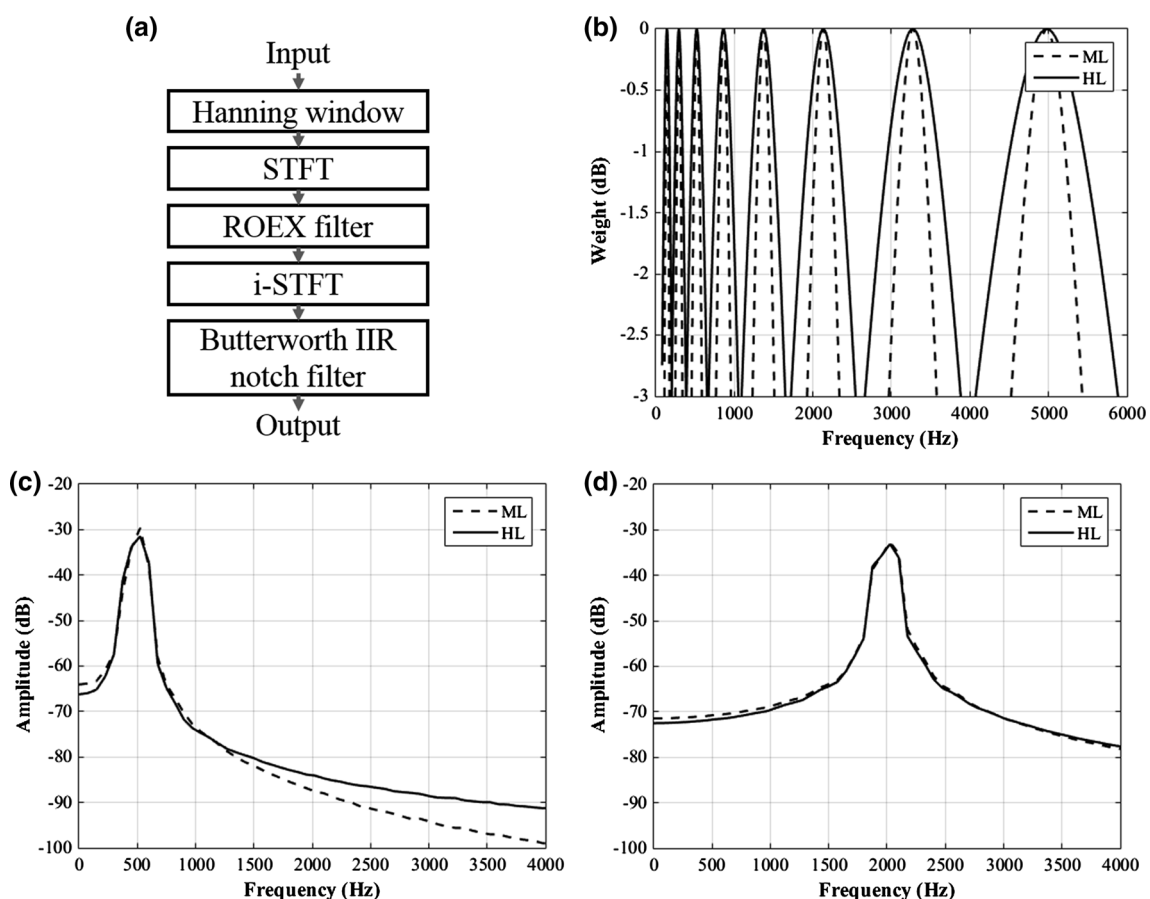 (a)
Input
Hanning window
STFT
ROEX filter
i-STFT
Butterworth IIR
notch filter
Output
(b)
0
-0.5
-1
-1.5
-2
-2.5
-3
Weight (dB)
ML
HL
0 1000 2000 3000 4000 5000 6000
Frequency (Hz)
(c)
-20
-30
-40
-50
-60
-70
-80
-90
-100
Amplitude (dB)
ML
HL
0 500 1000 1500 2000 2500 3000 3500 4000
Frequency (Hz)
(d)
-20
-30
-40
-50
-60
-70
-80
-90
-100
Amplitude (dB)
ML
HL
0 500 1000 1500 2000 2500 3000 3500 4000
Frequency (Hz)